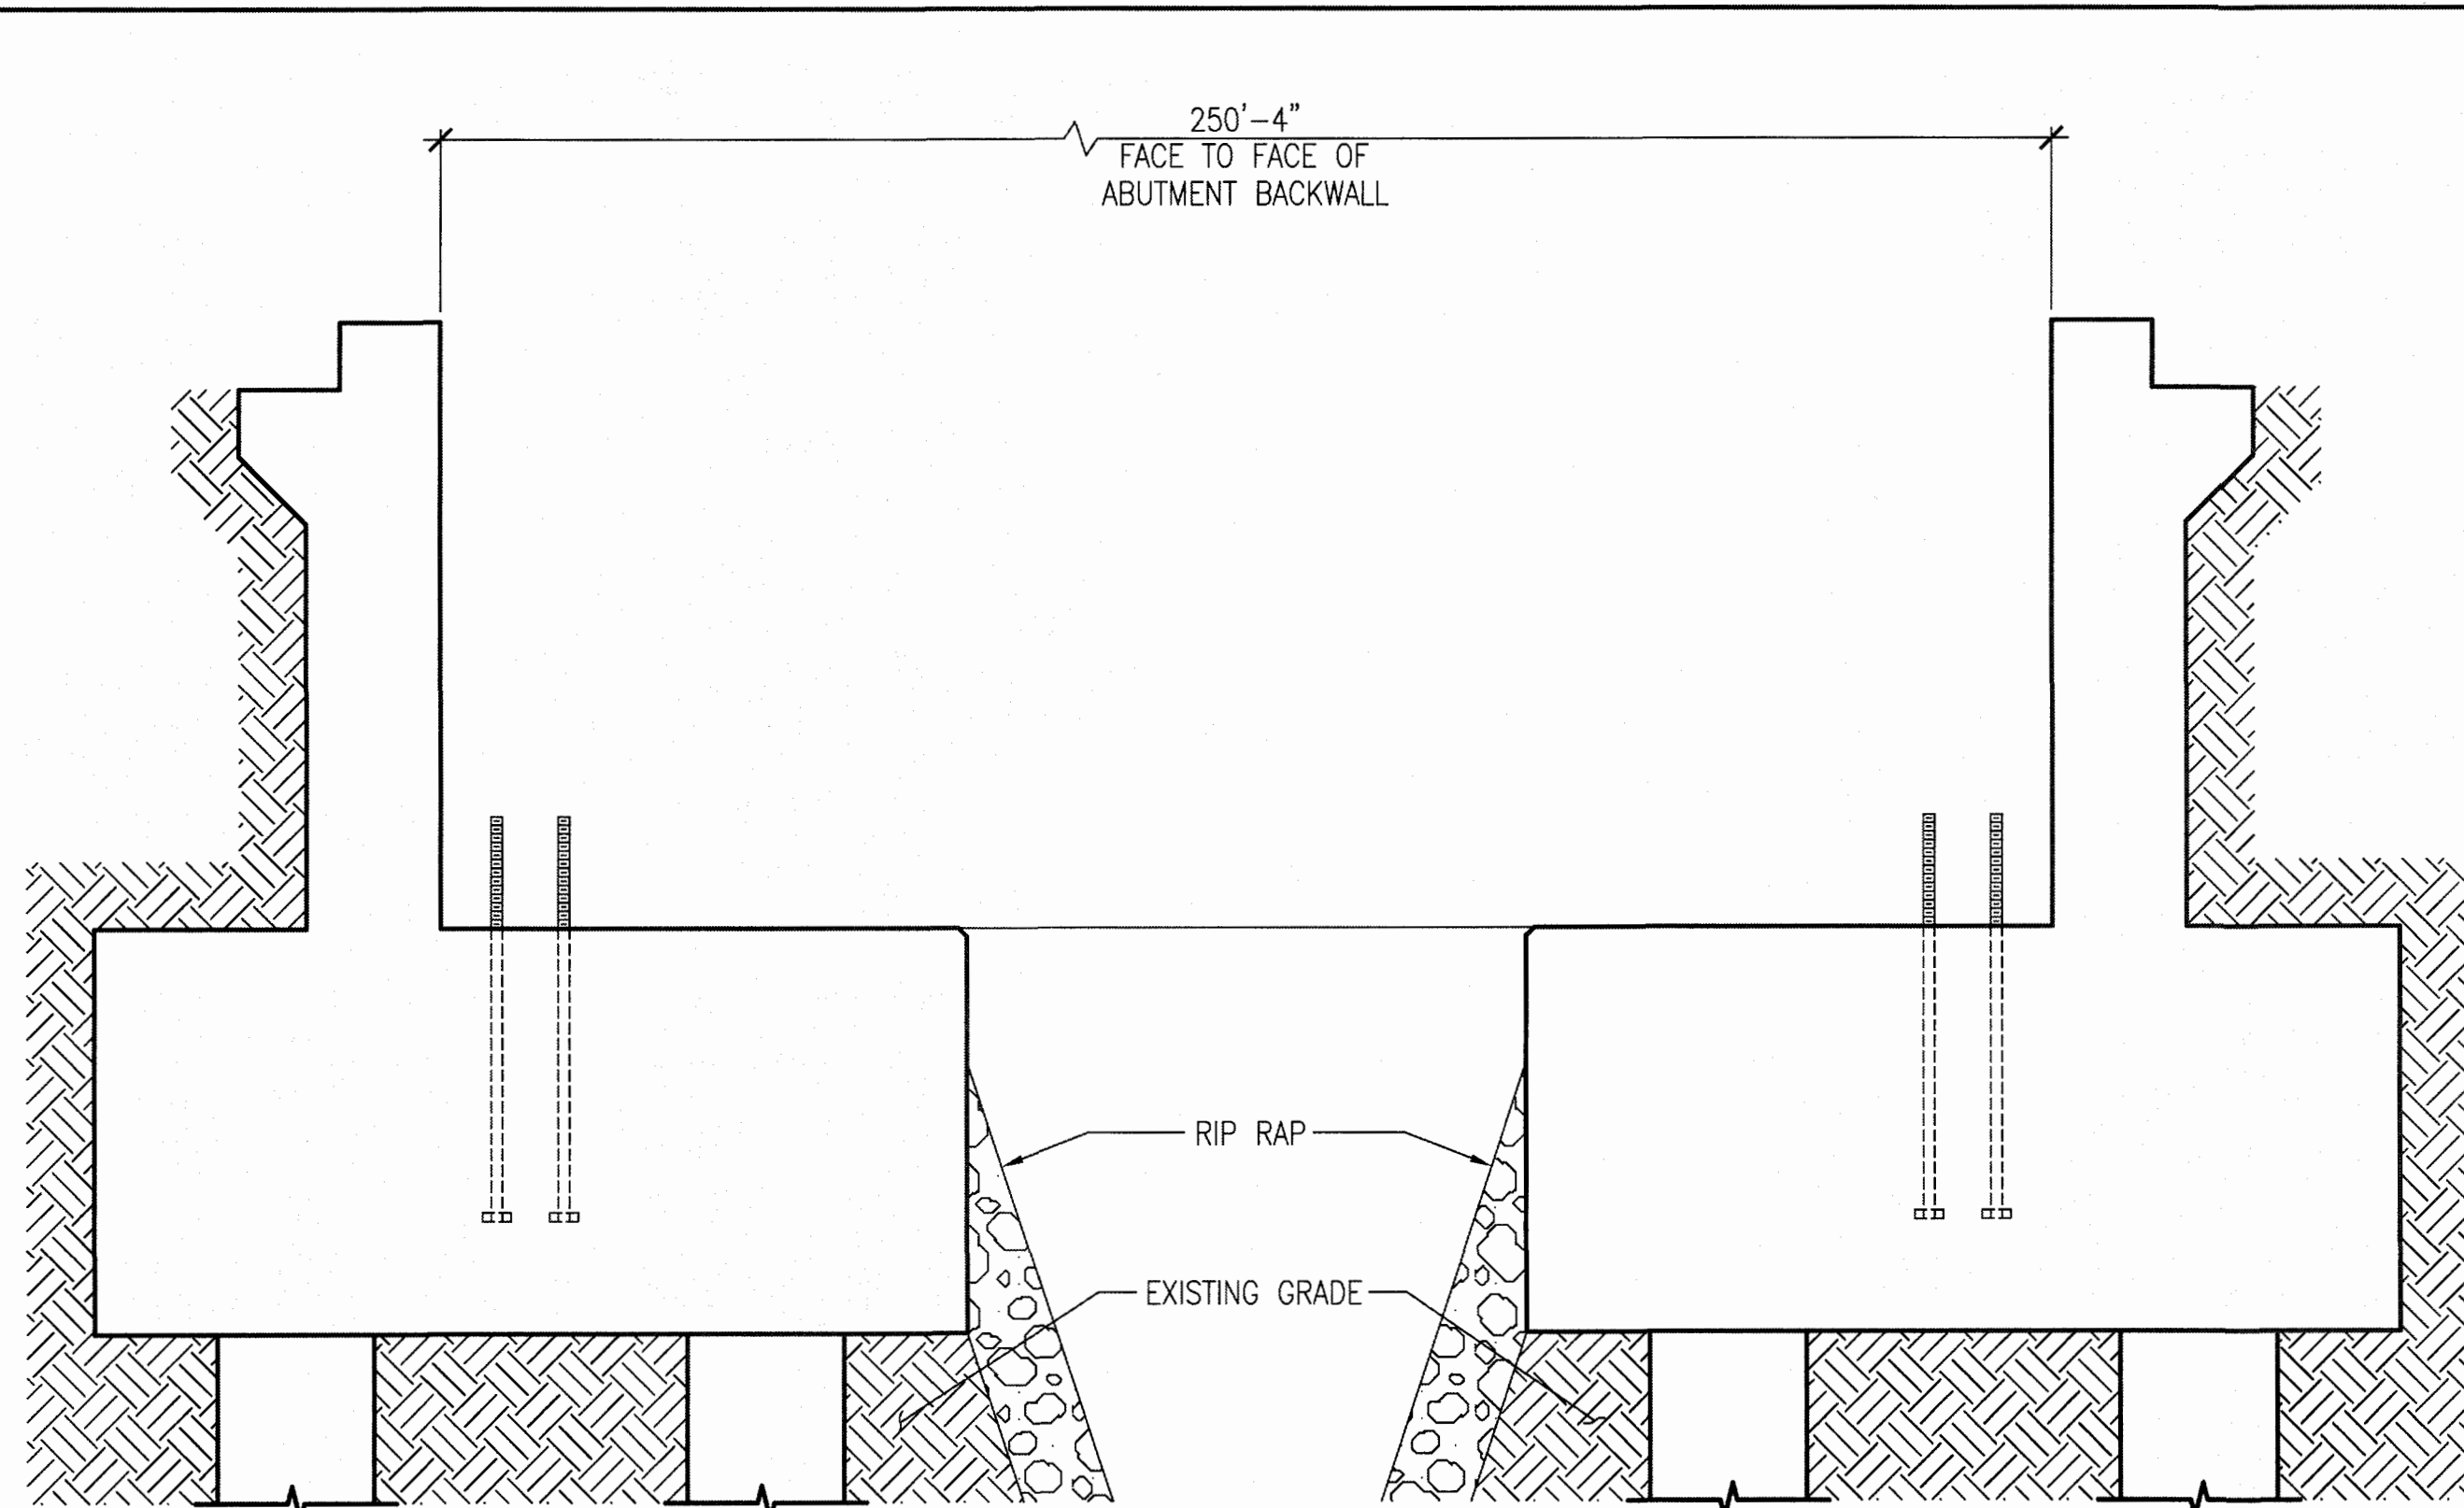 250'-4"
FACE TO FACE OF
ABUTMENT BACKWALL
RIP RAP
EXISTING GRADE